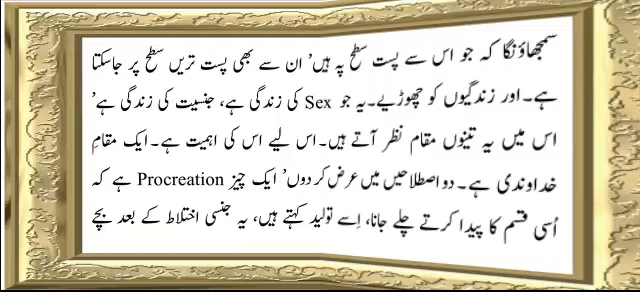 سمجھاؤنگا کہ جو اس سے پست سطح پہ ہیں’ ان سے بھی پست تریں سطح پر جاسکتا
ہے۔ اور زندگیوں کو چھوڑیے۔ یہ جو Sex کی زندگی ہے، جنسیت کی زندگی ہے’
اس میں یہ تینوں مقام نظر آتے ہیں۔ اس لیے اس کی اہمیت ہے۔ ایک مقامِ
خداوندی ہے۔ دو اصطلاحیں میں عرض کر دوں’ ایک چیز Procreation ہے کہ
اُسی قسم کا پیدا کرتے چلے جانا، اِسے تولید کہتے ہیں، یہ جنسی اختلاط کے بعد بچے